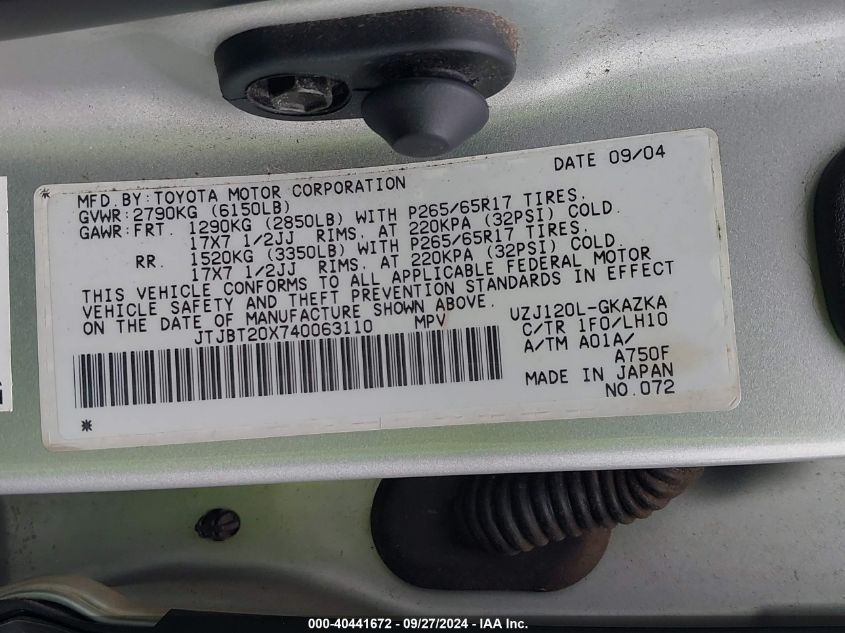 DATE 09/04
MFD. BY: TOYOTA MOTOR CORPORATION
GVWR: 2790KG (6150LB)
GAWR: FRT. 1290KG (2850LB) WITH P265/65R17 TIRES.
17X7 1/2JJ RIMS, AT 220KPA (32PSI) COLD.
RR. 1520KG (3350LB) WITH P265/65R17 TIRES.
17X7 1/2JJ RIMS, AT 220KPA (32PSI) COLD.
THIS VEHICLE CONFORMS TO ALL APPLICABLE FEDERAL MOTOR
VEHICLE SAFETY AND THEFT PREVENTION STANDARDS IN EFFECT
ON THE DATE OF MANUFACTURE SHOWN ABOVE.
JTJBT20X740063110 MPV
UZJ120L-GKAZKA
C/TR 1F0/LH10
A/TM A01A/
A750F
MADE IN JAPAN
NO.072
000-40441672 - 09/27/2024 - IAA Inc.